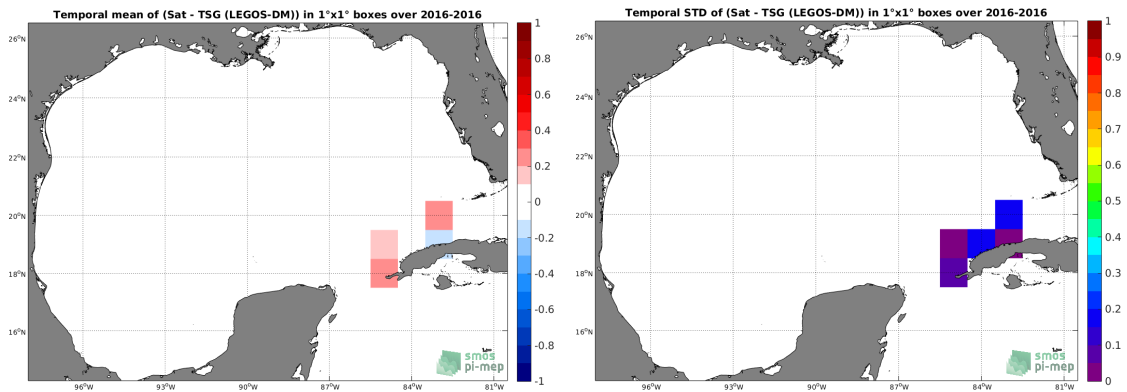 Temporal mean of (Sat - TSG (LEGOS-DM)) in 1°x1° boxes over 2016-2016
26°N
24°N
22°N
20°N
18°N
16°N
96°W
93°W
90°W
87°W
84°W
81°W
1
0.8
0.6
0.4
0.2
0
-0.2
-0.4
-0.6
-0.8
-1
smos
pi-mep
Temporal STD of (Sat - TSG (LEGOS-DM)) in 1°x1° boxes over 2016-2016
26°N
24°N
22°N
20°N
18°N
16°N
96°W
93°W
90°W
87°W
84°W
81°W
1
0.9
0.8
0.7
0.6
0.5
0.4
0.3
0.2
0.1
0
smos
pi-mep